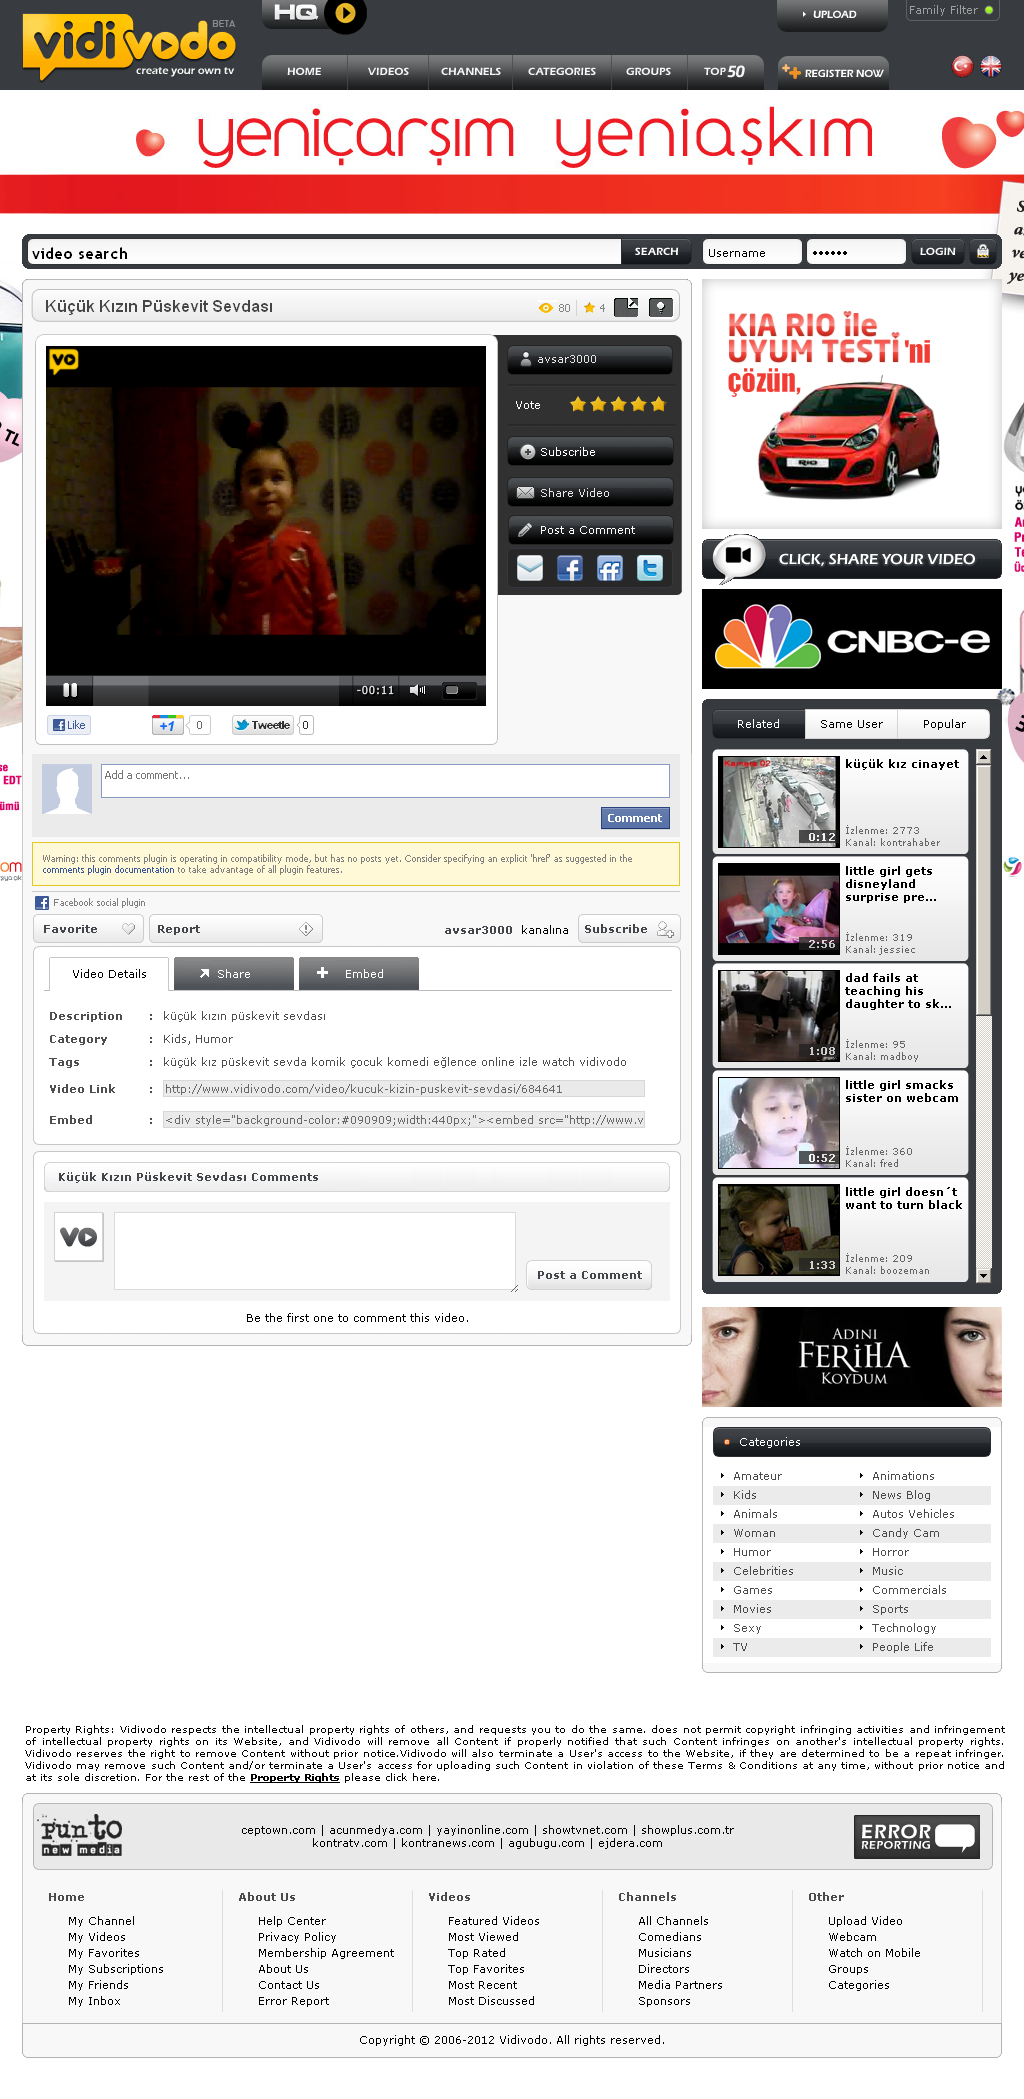 vidivodo BETA
create your own tv
HQ
UPLOAD
Family Filter
HOME
VIDEOS
CHANNELS
CATEGORIES
GROUPS
TOP 50
REGISTER NOW
yeniçarşım yeniaşkım
video search
SEARCH
Username
••••••
LOGIN
Küçük Kızın Püskevit Sevdası
80
4
KIA RIO ile
UYUM TESTİ'ni
çözün,
RIO
VO
avsar3000
Vote
Subscribe
Share Video
Post a Comment
-00:11
Like
+1
0
Tweetle
0
CLICK, SHARE YOUR VIDEO
CNBC-e
Related
Same User
Popular
Kamera 02
0:12
küçük kız cinayet
İzlenme: 2773
Kanal: kontrahaber
2:56
little girl gets
disneyland
surprise pre...
İzlenme: 319
Kanal: jessiec
1:08
dad fails at
teaching his
daughter to sk...
İzlenme: 95
Kanal: madboy
0:52
little girl smacks
sister on webcam
İzlenme: 360
Kanal: fred
1:33
little girl doesn´t
want to turn black
İzlenme: 209
Kanal: boozeman
Add a comment...
Comment
Warning: this comments plugin is operating in compatibility mode, but has no posts yet. Consider specifying an explicit 'href' as suggested in the
comments plugin documentation to take advantage of all plugin features.
Facebook social plugin
Favorite
Report
avsar3000 kanalına
Subscribe
Video Details
Share
Embed
Description : küçük kızın püskevit sevdası
Category : Kids, Humor
Tags : küçük kız püskevit sevda komik çocuk komedi eğlence online izle watch vidivodo
Video Link : http://www.vidivodo.com/video/kucuk-kizin-puskevit-sevdasi/684641
Embed : <div style="background-color:#090909;width:440px;"><embed src="http://www.v
Küçük Kızın Püskevit Sevdası Comments
VO
Post a Comment
Be the first one to comment this video.
ADINI
FERİHA
KOYDUM
Categories
Amateur
Animations
Kids
News Blog
Animals
Autos Vehicles
Woman
Candy Cam
Humor
Horror
Celebrities
Music
Games
Commercials
Movies
Sports
Sexy
Technology
TV
People Life
Property Rights: Vidivodo respects the intellectual property rights of others, and requests you to do the same. does not permit copyright infringing activities and infringement
of intellectual property rights on its Website, and Vidivodo will remove all Content if properly notified that such Content infringes on another's intellectual property rights.
Vidivodo reserves the right to remove Content without prior notice.Vidivodo will also terminate a User's access to the Website, if they are determined to be a repeat infringer.
Vidivodo may remove such Content and/or terminate a User's access for uploading such Content in violation of these Terms & Conditions at any time, without prior notice and
at its sole discretion. For the rest of the Property Rights please click here.
PunTo
new media
ceptown.com | acunmedya.com | yayinonline.com | showtvnet.com | showplus.com.tr
kontratv.com | kontranews.com | agubugu.com | ejdera.com
ERROR
REPORTING
Home
My Channel
My Videos
My Favorites
My Subscriptions
My Friends
My Inbox
About Us
Help Center
Privacy Policy
Membership Agreement
About Us
Contact Us
Error Report
Videos
Featured Videos
Most Viewed
Top Rated
Top Favorites
Most Recent
Most Discussed
Channels
All Channels
Comedians
Musicians
Directors
Media Partners
Sponsors
Other
Upload Video
Webcam
Watch on Mobile
Groups
Categories
Copyright © 2006-2012 Vidivodo. All rights reserved.